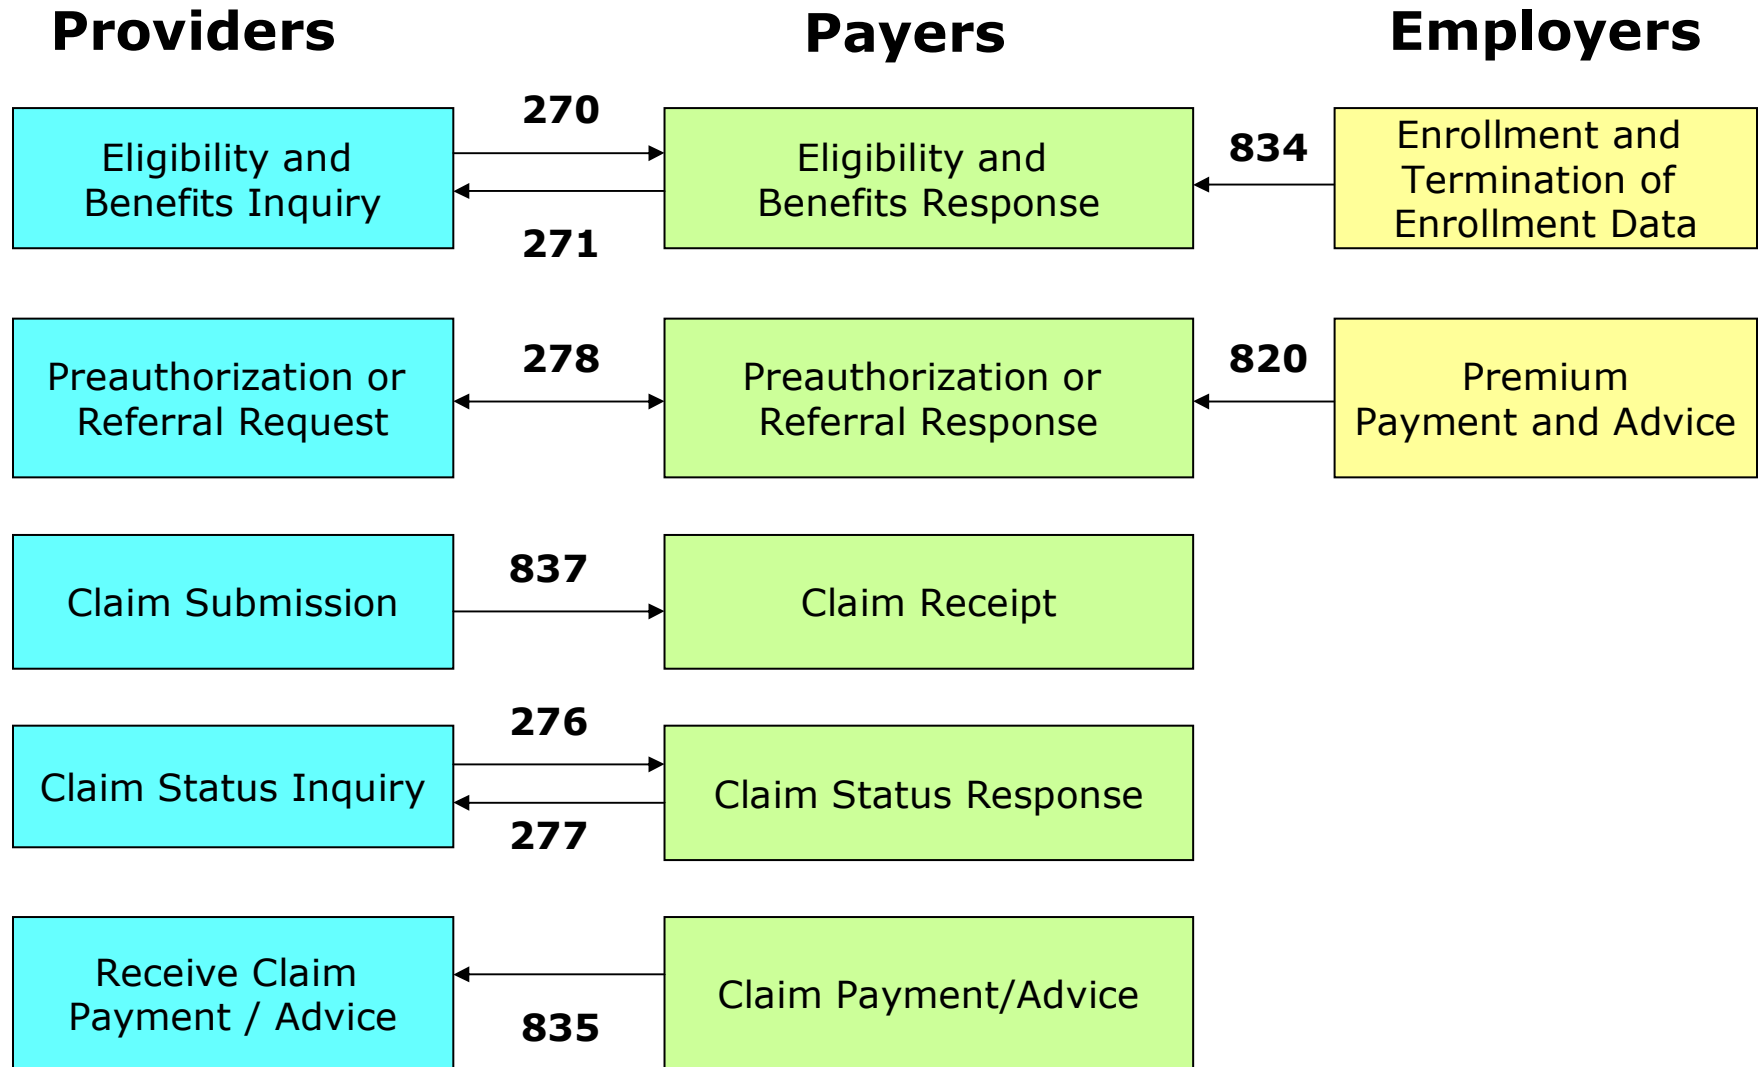 Providers
Payers
Employers
Eligibility and
Benefits Inquiry
270
271
Eligibility and
Benefits Response
834
Enrollment and
Termination of
Enrollment Data
Preauthorization or
Referral Request
278
Preauthorization or
Referral Response
820
Premium
Payment and Advice
Claim Submission
837
Claim Receipt
Claim Status Inquiry
276
277
Claim Status Response
Receive Claim
Payment / Advice
835
Claim Payment/Advice